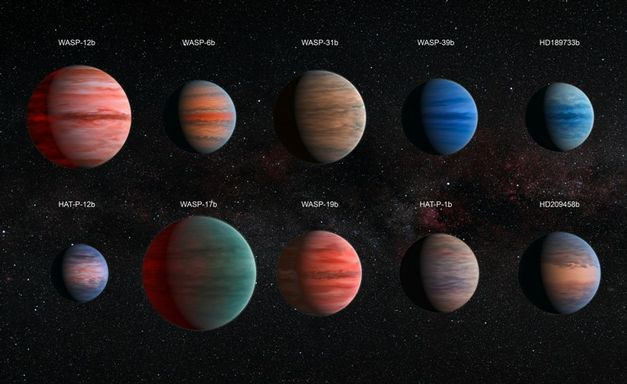 WASP-12b
WASP-6b
WASP-31b
WASP-39b
HD189733b
HAT-P-12b
WASP-17b
WASP-19b
HAT-P-1b
HD209458b